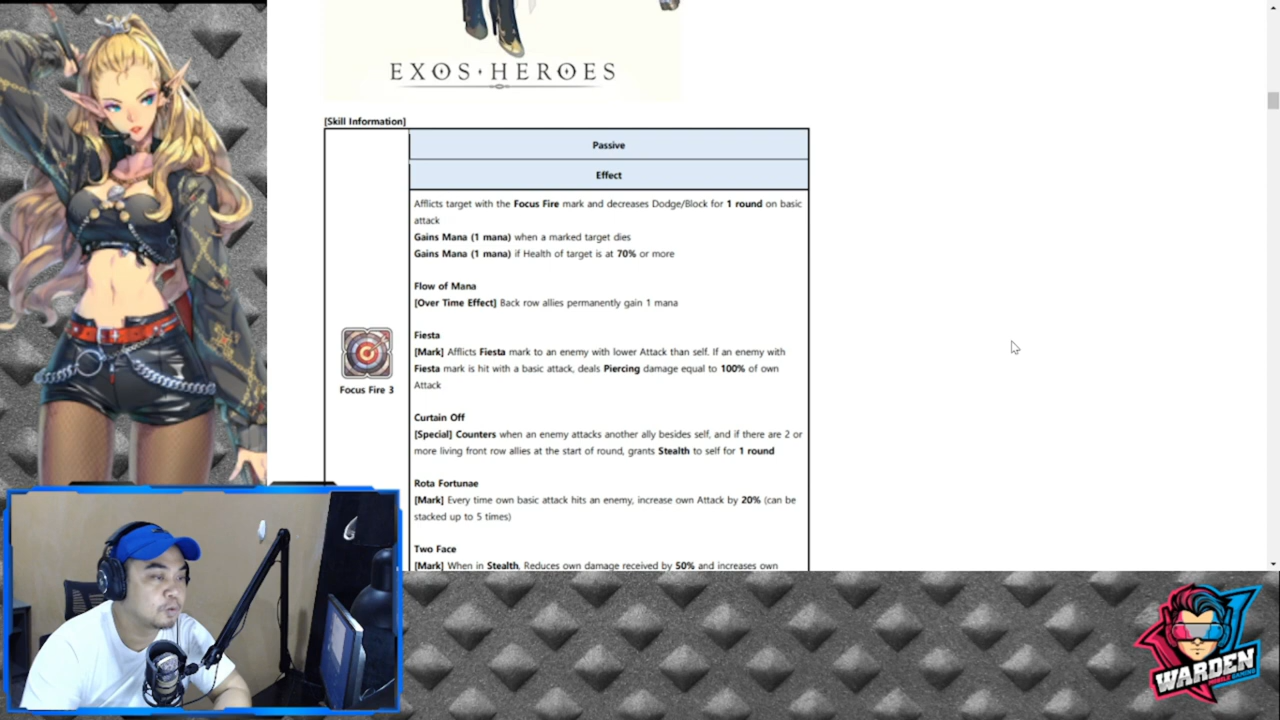 EXOS HEROES
[Skill Information]
Passive
Effect
Afflicts target with the Focus Fire mark and decreases Dodge/Block for 1 round on basic
attack
Gains Mana (1 mana) when a marked target dies
Gains Mana (1 mana) if Health of target is at 70% or more
Flow of Mana
[Over Time Effect] Back row allies permanently gain 1 mana
Fiesta
[Mark] Afflicts Fiesta mark to an enemy with lower Attack than self. If an enemy with
Fiesta mark is hit with a basic attack, deals Piercing damage equal to 100% of own
Attack
Focus Fire 3
Curtain Off
[Special] Counters when an enemy attacks another ally besides self, and if there are 2 or
more living front row allies at the start of round, grants Stealth to self for 1 round
Rota Fortunae
[Mark] Every time own basic attack hits an enemy, increase own Attack by 20% (can be
stacked up to 5 times)
Two Face
[Mark] When in Stealth, Reduces own damage received by 50% and increases own
WARDEN
MOBILE GAMING